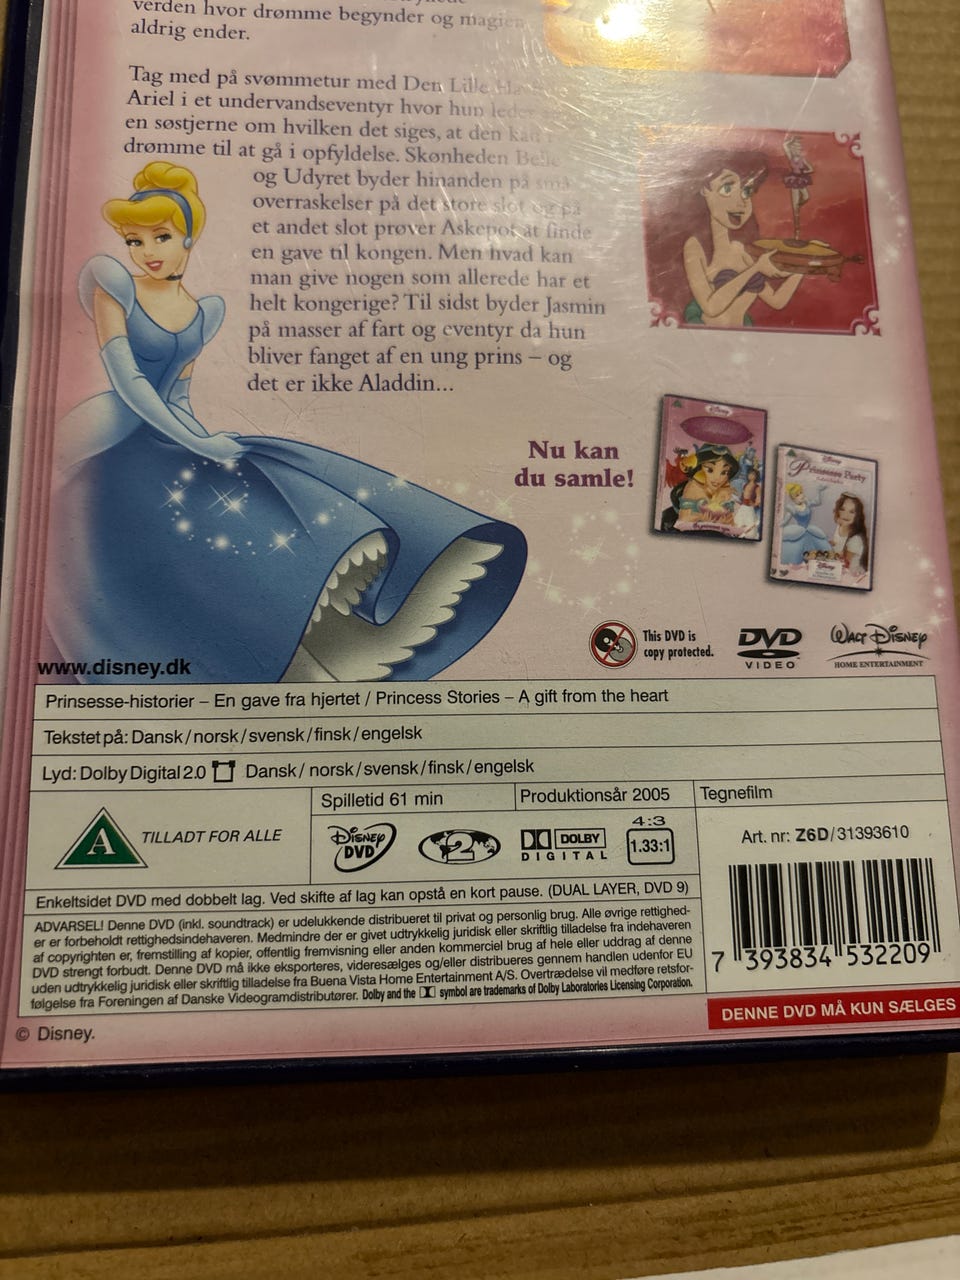 verden hvor drømme begynder og magien
aldrig ender.
Tag med på svømmetur med Den Lille
Ariel i et undervandseventyr hvor hun leder
en søstjerne om hvilken det siges, at den kan
drømme til at gå i opfyldelse. Skønheden Belle
og Udyret byder hinanden på små
overraskelser på det store slot og på
et andet slot prøver Askepot at finde
en gave til kongen. Men hvad kan
man give nogen som allerede har et
helt kongerige? Til sidst byder Jasmin
på masser af fart og eventyr da hun
bliver fanget af en ung prins – og
det er ikke Aladdin...
Nu kan
du samle!
Disney
Disney
Prinsesse Party
Disney
This DVD is
copy protected.
DVD
VIDEO
WALT DISNEY
HOME ENTERTAINMENT
www.disney.dk
Prinsesse-historier – En gave fra hjertet / Princess Stories – A gift from the heart
Tekstet på: Dansk/norsk/svensk/finsk/engelsk
Lyd: Dolby Digital 2.0 Dansk/norsk/svensk/finsk/engelsk
Spilletid 61 min
Produktionsår 2005
Tegnefilm
A
TILLADT FOR ALLE
DISNEY
DVD
2
DOLBY
DIGITAL
4:3
1.33:1
Art. nr: Z6D/31393610
Enkeltsidet DVD med dobbelt lag. Ved skifte af lag kan opstå en kort pause. (DUAL LAYER, DVD 9)
ADVARSEL! Denne DVD (inkl. soundtrack) er udelukkende distribueret til privat og personlig brug. Alle øvrige rettighed-
er er forbeholdt rettighedsindehaveren. Medmindre der er givet udtrykkelig juridisk eller skriftlig tilladelse fra indehaveren
af copyrighten er, fremstilling af kopier, offentlig fremvisning eller anden kommerciel brug af hele eller uddrag af denne
DVD strengt forbudt. Denne DVD må ikke eksporteres, videresælges og/eller distribueres gennem handlen udenfor EU
uden udtrykkelig juridisk eller skriftlig tilladelse fra Buena Vista Home Entertainment A/S. Overtrædelse vil medføre retsfor-
følgelse fra Foreningen af Danske Videogramdistributører. Dolby and the symbol are trademarks of Dolby Laboratories Licensing Corporation.
7 393834 532209
DENNE DVD MÅ KUN SÆLGES
© Disney.